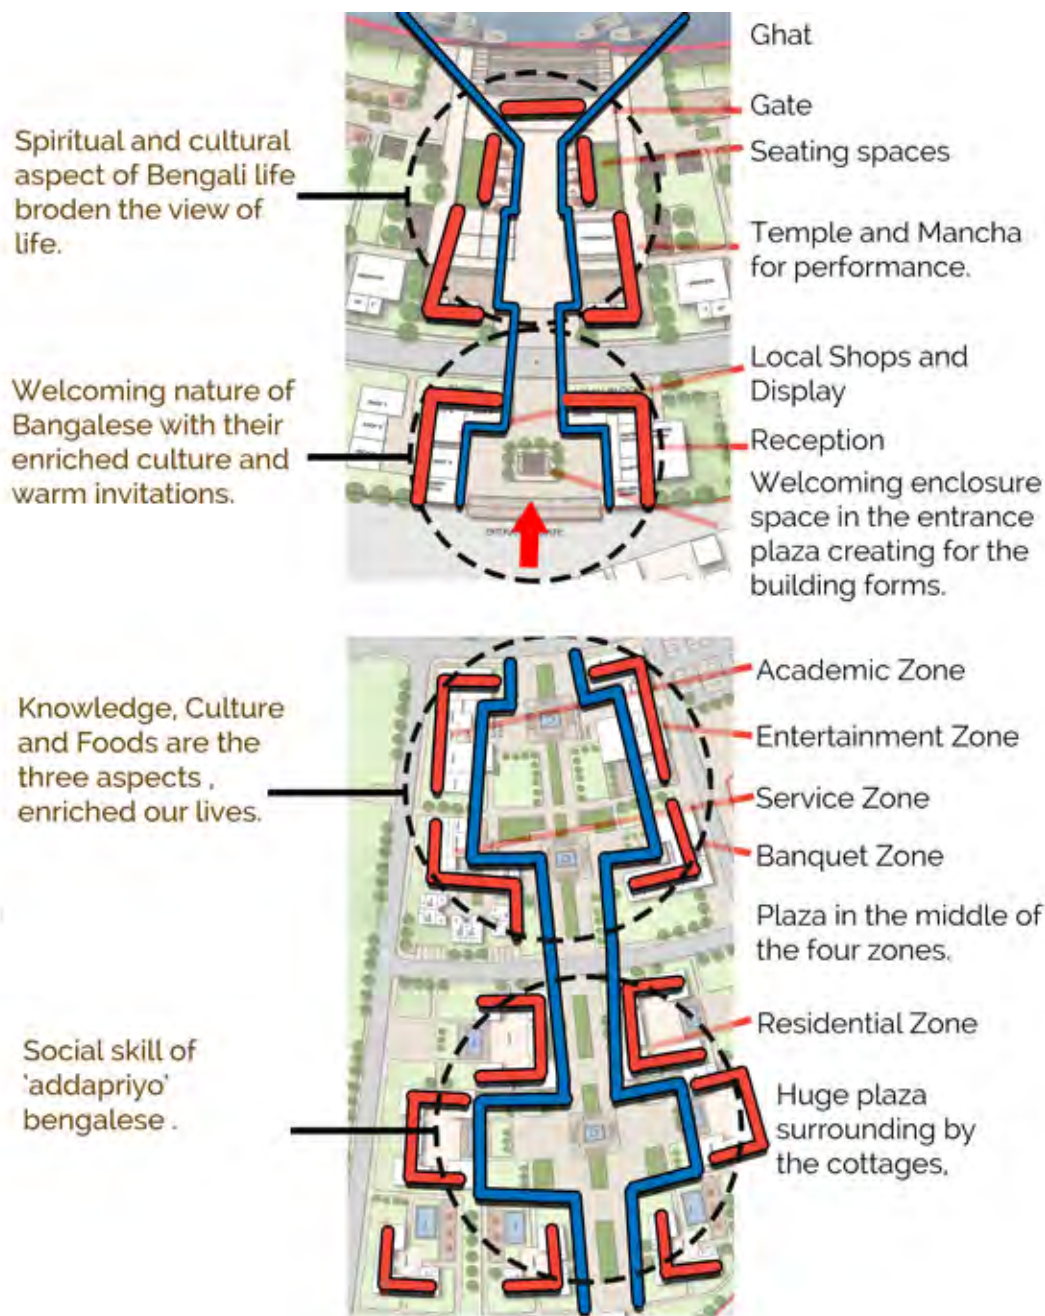 Ghat
Gate
Seating spaces
Spiritual and cultural
aspect of Bengali life
broden the view of
life.
Temple and Mancha
for performance.
Local Shops and
Display
Welcoming nature of
Bangalese with their
enriched culture and
warm invitations.
Reception
Welcoming enclosure
space in the entrance
plaza creating for the
building forms.
Academic Zone
Entertainment Zone
Knowledge, Culture
and Foods are the
three aspects ,
enriched our lives.
Service Zone
Banquet Zone
Plaza in the middle of
the four zones.
Residential Zone
Social skill of
'addapriyo'
bengalese .
Huge plaza
surrounding by
the cottages,